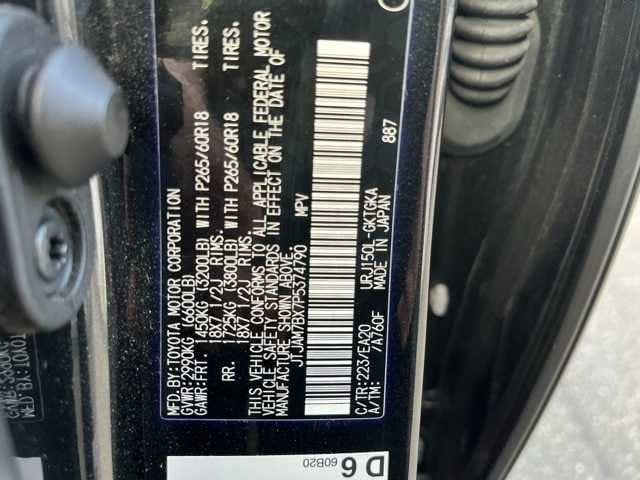 MFD.BY:TOYOTA MOTOR CORPORATION
GVWR:2990KG (6600LB)
GAWR:FRT. 1450KG (3200LB) WITH P265/60R18 TIRES.
18X7 1/2J RIMS.
RR. 1725KG (3800LB) WITH P265/60R18 TIRES.
18X7 1/2J RIMS.
THIS VEHICLE CONFORMS TO ALL APPLICABLE FEDERAL MOTOR
VEHICLE SAFETY STANDARDS IN EFFECT ON THE DATE OF
MANUFACTURE SHOWN ABOVE.
JTJAM7BX7P5374790 MPV
887
C/TR:223/EA20 URJ150L-GKTGKA
A/TM: /A760F MADE IN JAPAN
D 6
60B20